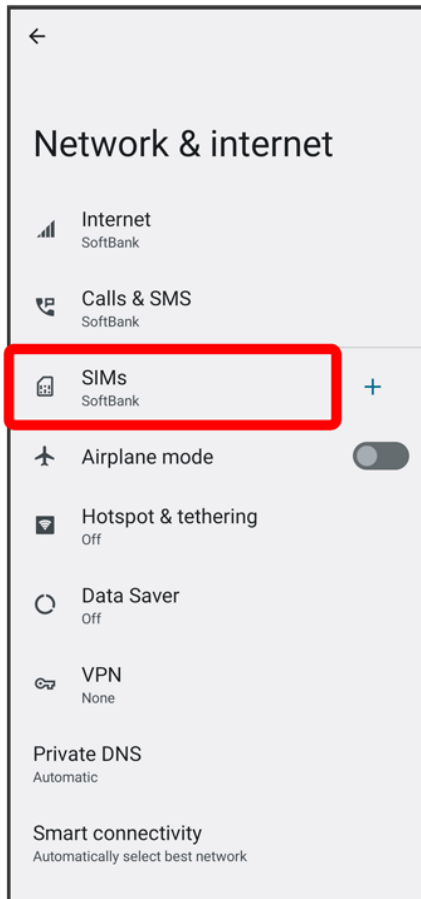 Network & internet
Internet
SoftBank
Calls & SMS
SoftBank
SIMs
SoftBank
Airplane mode
Hotspot & tethering
Off
Data Saver
Off
VPN
None
Private DNS
Automatic
Smart connectivity
Automatically select best network